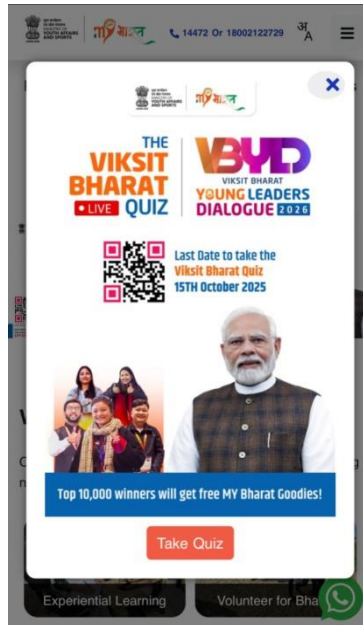 14472 Or 18002122729
अ
A
THE
VIKSIT
BHARAT
LIVE QUIZ
VBYLD
VIKSIT BHARAT
YOUNG LEADERS
DIALOGUE 2026
Last Date to take the
Viksit Bharat Quiz
15TH October 2025
Top 10,000 winners will get free MY Bharat Goodies!
Take Quiz
Experiential Learning
Volunteer for Bha